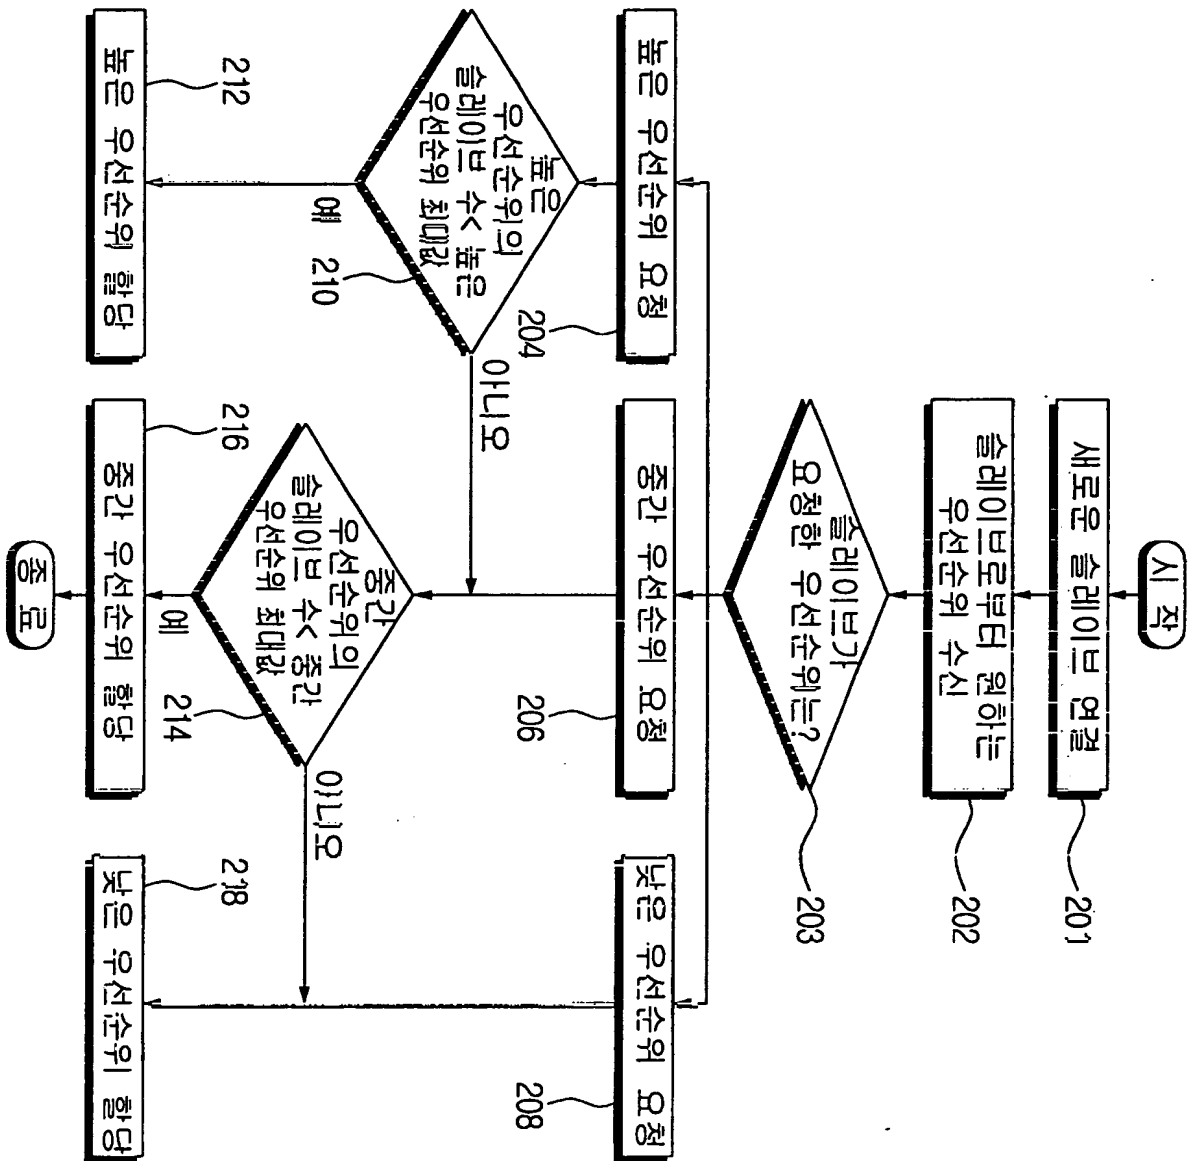 시 작
새로운 슬레이브 연결
201
슬레이브로부터 원하는
우선순위 수신
202
슬레이브가
요청한 우선순위는?
203
높은 우선순위 요청
204
중간 우선순위 요청
206
낮은 우선순위 요청
208
높은
우선순위의
슬레이브 수< 높은
우선순위 최대값
210
아니오
예
중간
우선순위의
슬레이브 수< 중간
우선순위 최대값
214
아니오
예
높은 우선순위 할당
212
중간 우선순위 할당
216
낮은 우선순위 할당
218
종 료